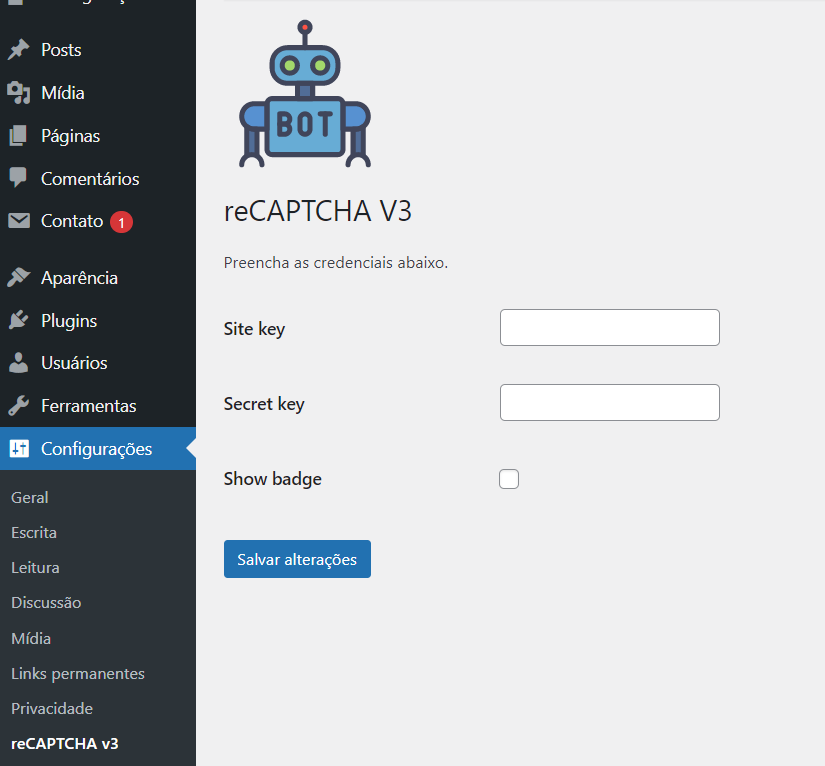 Posts
Mídia
Páginas
Comentários
Contato 1
Aparência
Plugins
Usuários
Ferramentas
Configurações
Geral
Escrita
Leitura
Discussão
Mídia
Links permanentes
Privacidade
reCAPTCHA v3
BOT
reCAPTCHA V3
Preencha as credenciais abaixo.
Site key
Secret key
Show badge
Salvar alterações